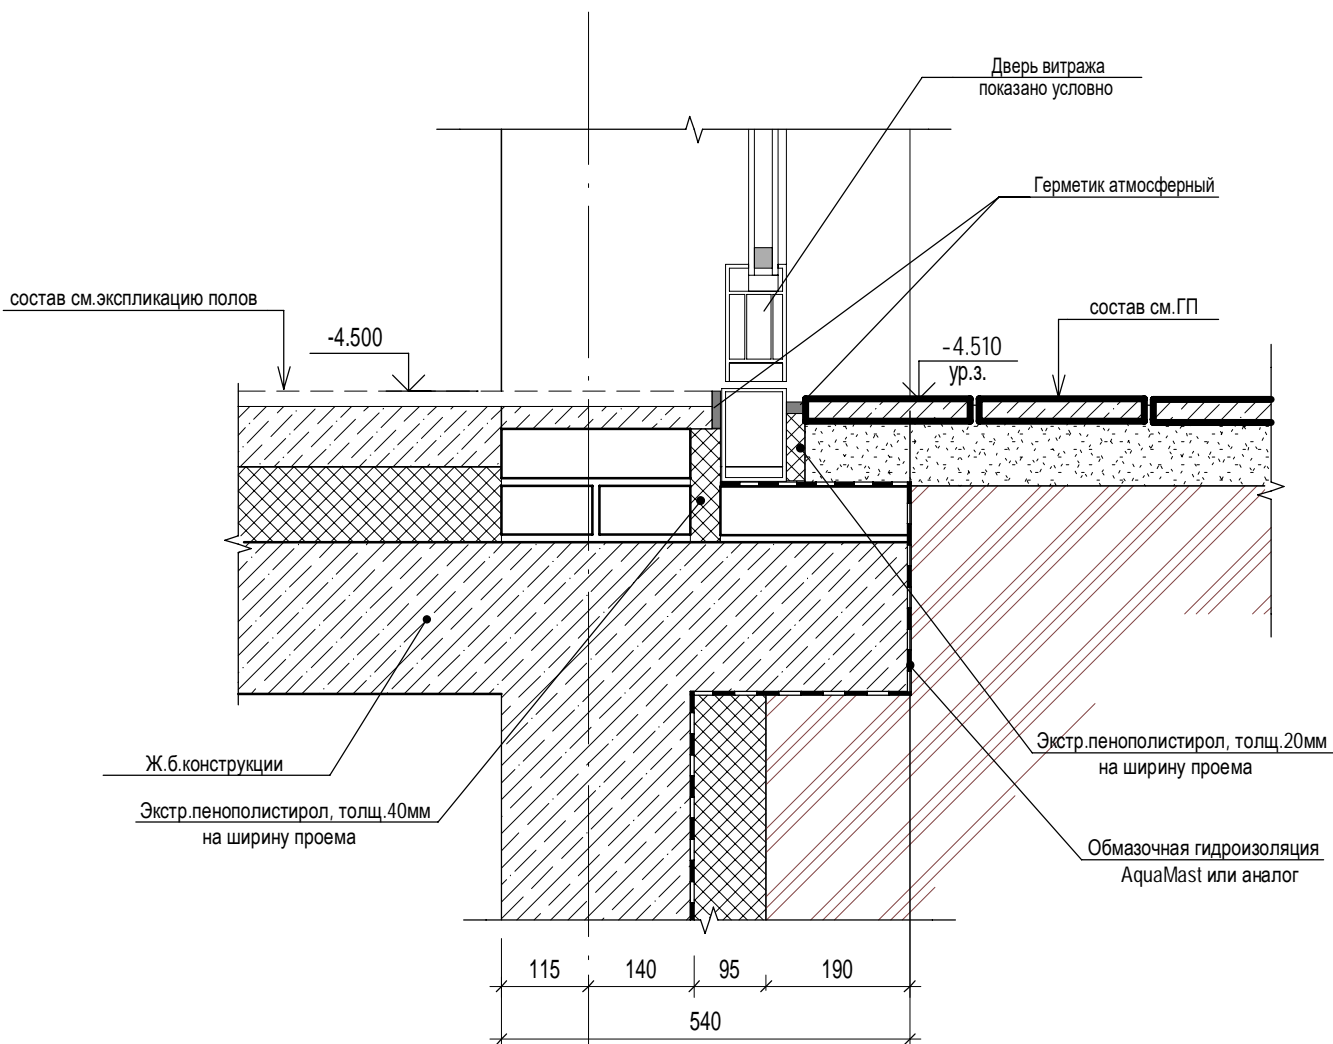 Дверь витража
показано условно
Герметик атмосферный
состав см.экспликацию полов
состав см.ГП
-4.500
-4.510
ур.з.
Ж.б.конструкции
Экстр.пенополистирол, толщ.20мм
на ширину проема
Экстр.пенополистирол, толщ.40мм
на ширину проема
Обмазочная гидроизоляция
AquaMast или аналог
115
140
95
190
540